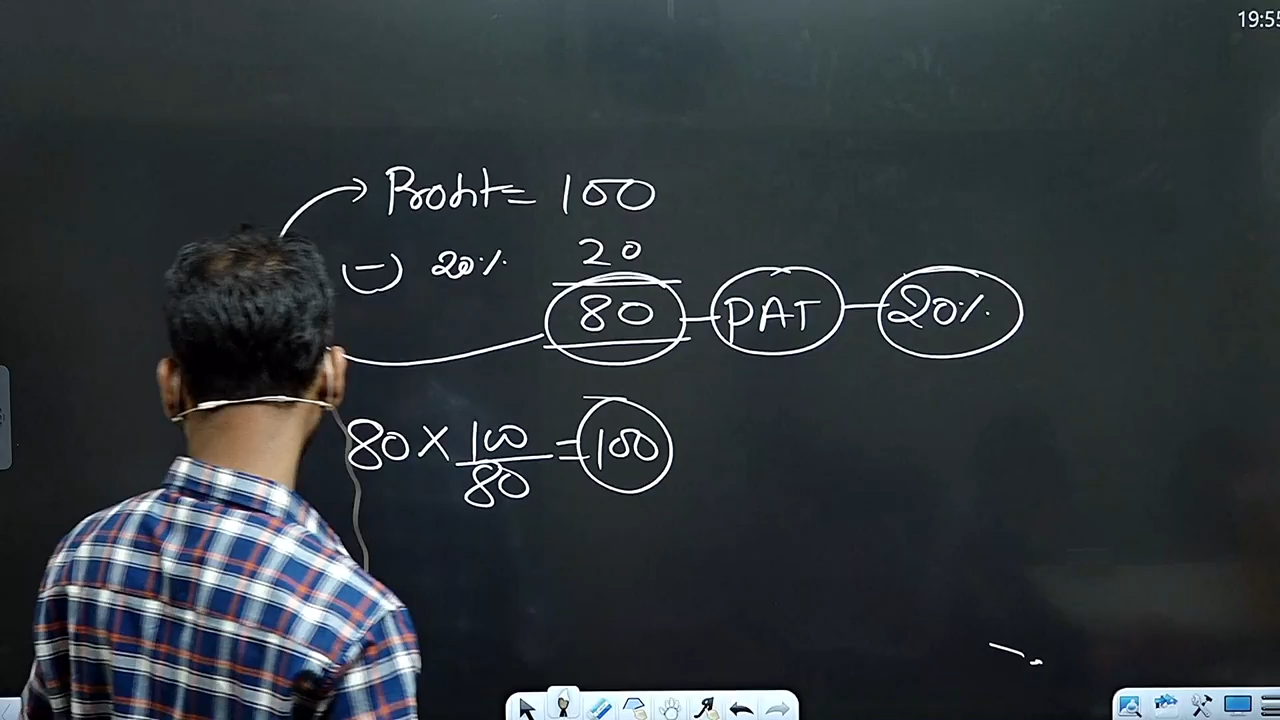 19:55
Profit = 100
(-) 20% 20
80 - PAT - 20%
80 × 100/80 = 100